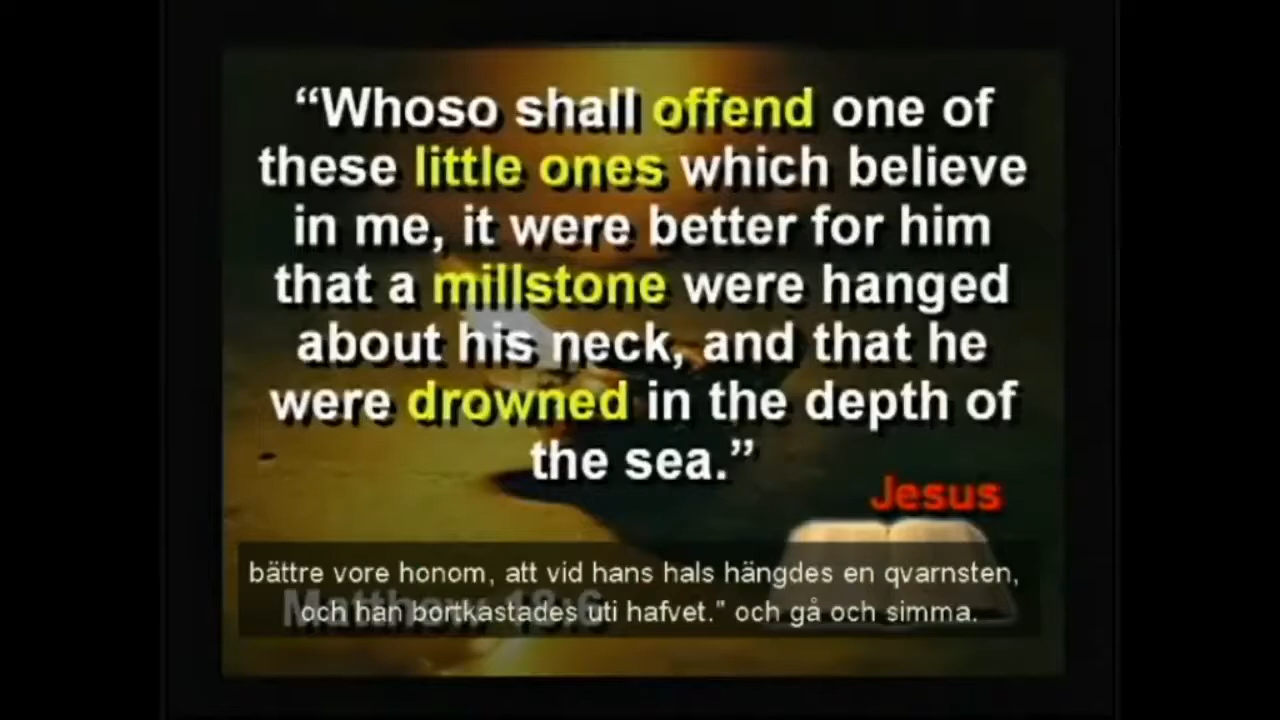 “Whoso shall offend one of
these little ones which believe
in me, it were better for him
that a millstone were hanged
about his neck, and that he
were drowned in the depth of
the sea.”
Jesus
Matthew 18:6
bättre vore honom, att vid hans hals hängdes en qvarnsten,
och han bortkastades uti hafvet." och gå och simma.